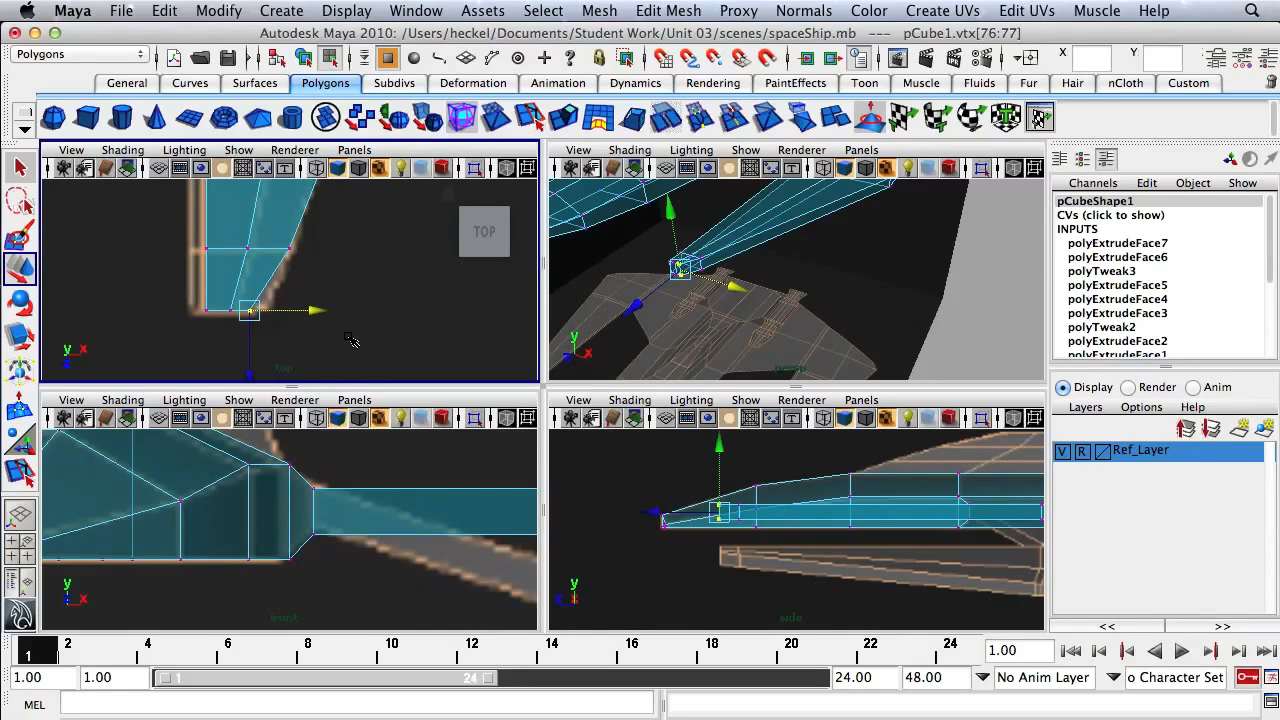 Maya File Edit Modify Create Display Window Assets Select Mesh Edit Mesh Proxy Normals Color Create UVs Edit UVs Muscle Help
Autodesk Maya 2010: /Users/heckel/Documents/Student Work/Unit 03/scenes/spaceShip.mb --- pCube1.vtx[76:77]
Polygons X: Y:
General Curves Surfaces Polygons Subdivs Deformation Animation Dynamics Rendering PaintEffects Toon Muscle Fluids Fur Hair nCloth Custom
View Shading Lighting Show Renderer Panels
View Shading Lighting Show Renderer Panels
Channels Edit Object Show
pCubeShape1
CVs (click to show)
INPUTS
polyExtrudeFace7
polyExtrudeFace6
polyTweak3
polyExtrudeFace5
polyExtrudeFace4
polyExtrudeFace3
polyTweak2
polyExtrudeFace2
polyExtrudeFace1
TOP
y x z
top
y z x
persp
View Shading Lighting Show Renderer Panels
View Shading Lighting Show Renderer Panels
Display Render Anim
Layers Options Help
V R Ref_Layer
y z x
front
y z x
side
<< >>
1 2 4 6 8 10 12 14 16 18 20 22 24 1.00
1.00 1.00 1 24 24.00 48.00 No Anim Layer o Character Set
MEL